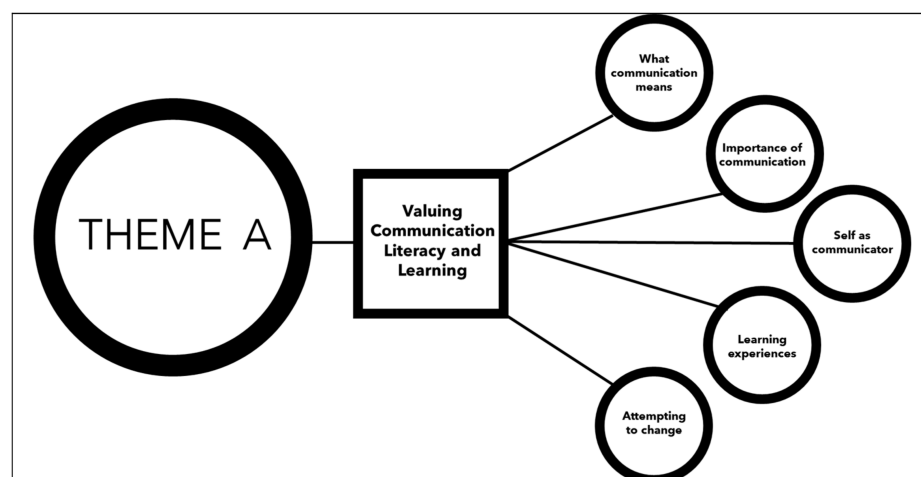 THEME A
Valuing
Communication
Literacy and
Learning
What
communication
means
Importance of
communication
Self as
communicator
Learning
experiences
Attempting
to change